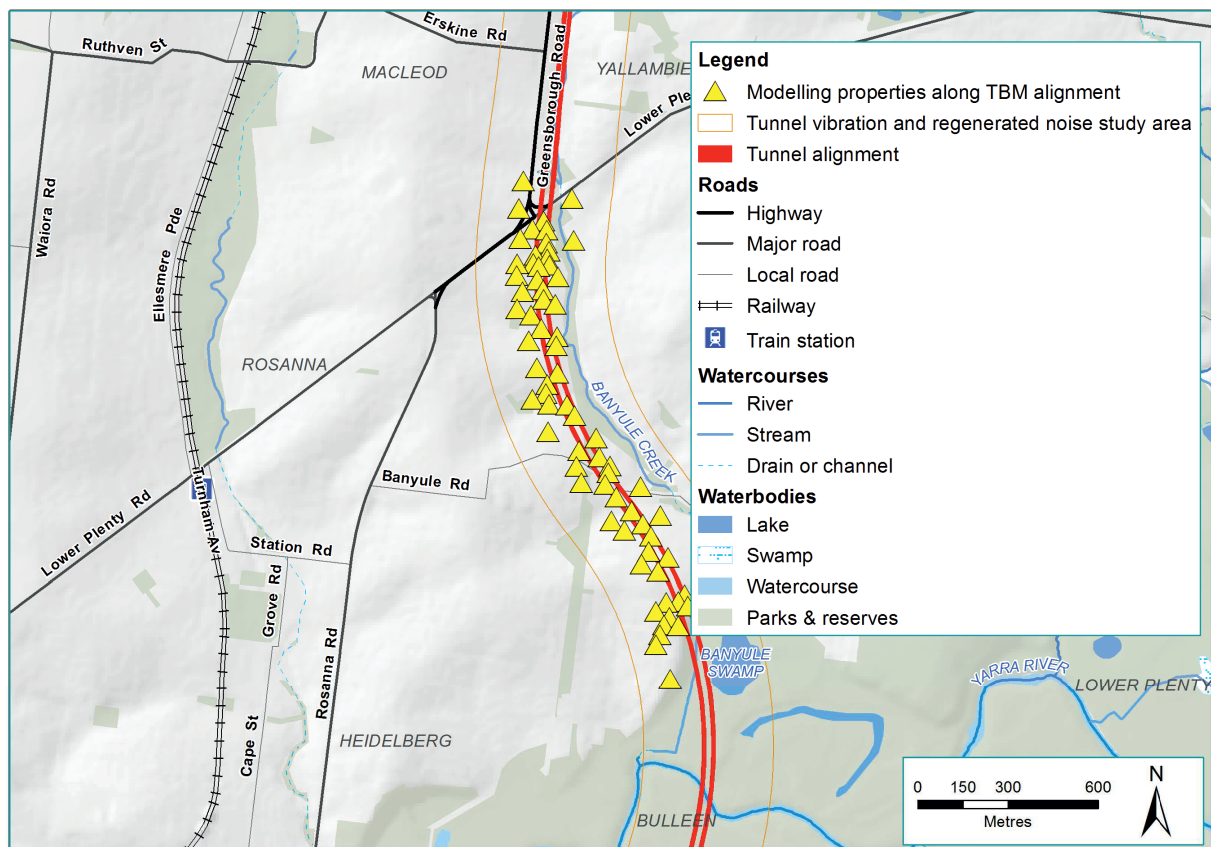 Erskine Rd
Ruthven St
MACLEOD
YALLAMBIE
Greensborough Road
Lower Ple
Waiora Rd
Ellesmere Pde
ROSANNA
BANYULE CREEK
Banyule Rd
Turnham Av
Lower Plenty Rd
Station Rd
Grove Rd
Rosanna Rd
Cape St
HEIDELBERG
BANYULE
SWAMP
YARRA RIVER
LOWER PLENTY
BULLEEN
Legend
Modelling properties along TBM alignment
Tunnel vibration and regenerated noise study area
Tunnel alignment
Roads
Highway
Major road
Local road
Railway
Train station
Watercourses
River
Stream
Drain or channel
Waterbodies
Lake
Swamp
Watercourse
Parks & reserves
0 150 300 600
Metres
N